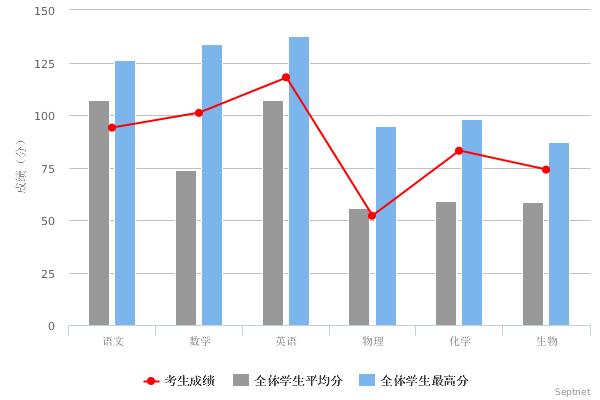 150
125
100
75
50
25
0
成绩（分）
语文 数学 英语 物理 化学 生物
考生成绩 全体学生平均分 全体学生最高分
Septnet